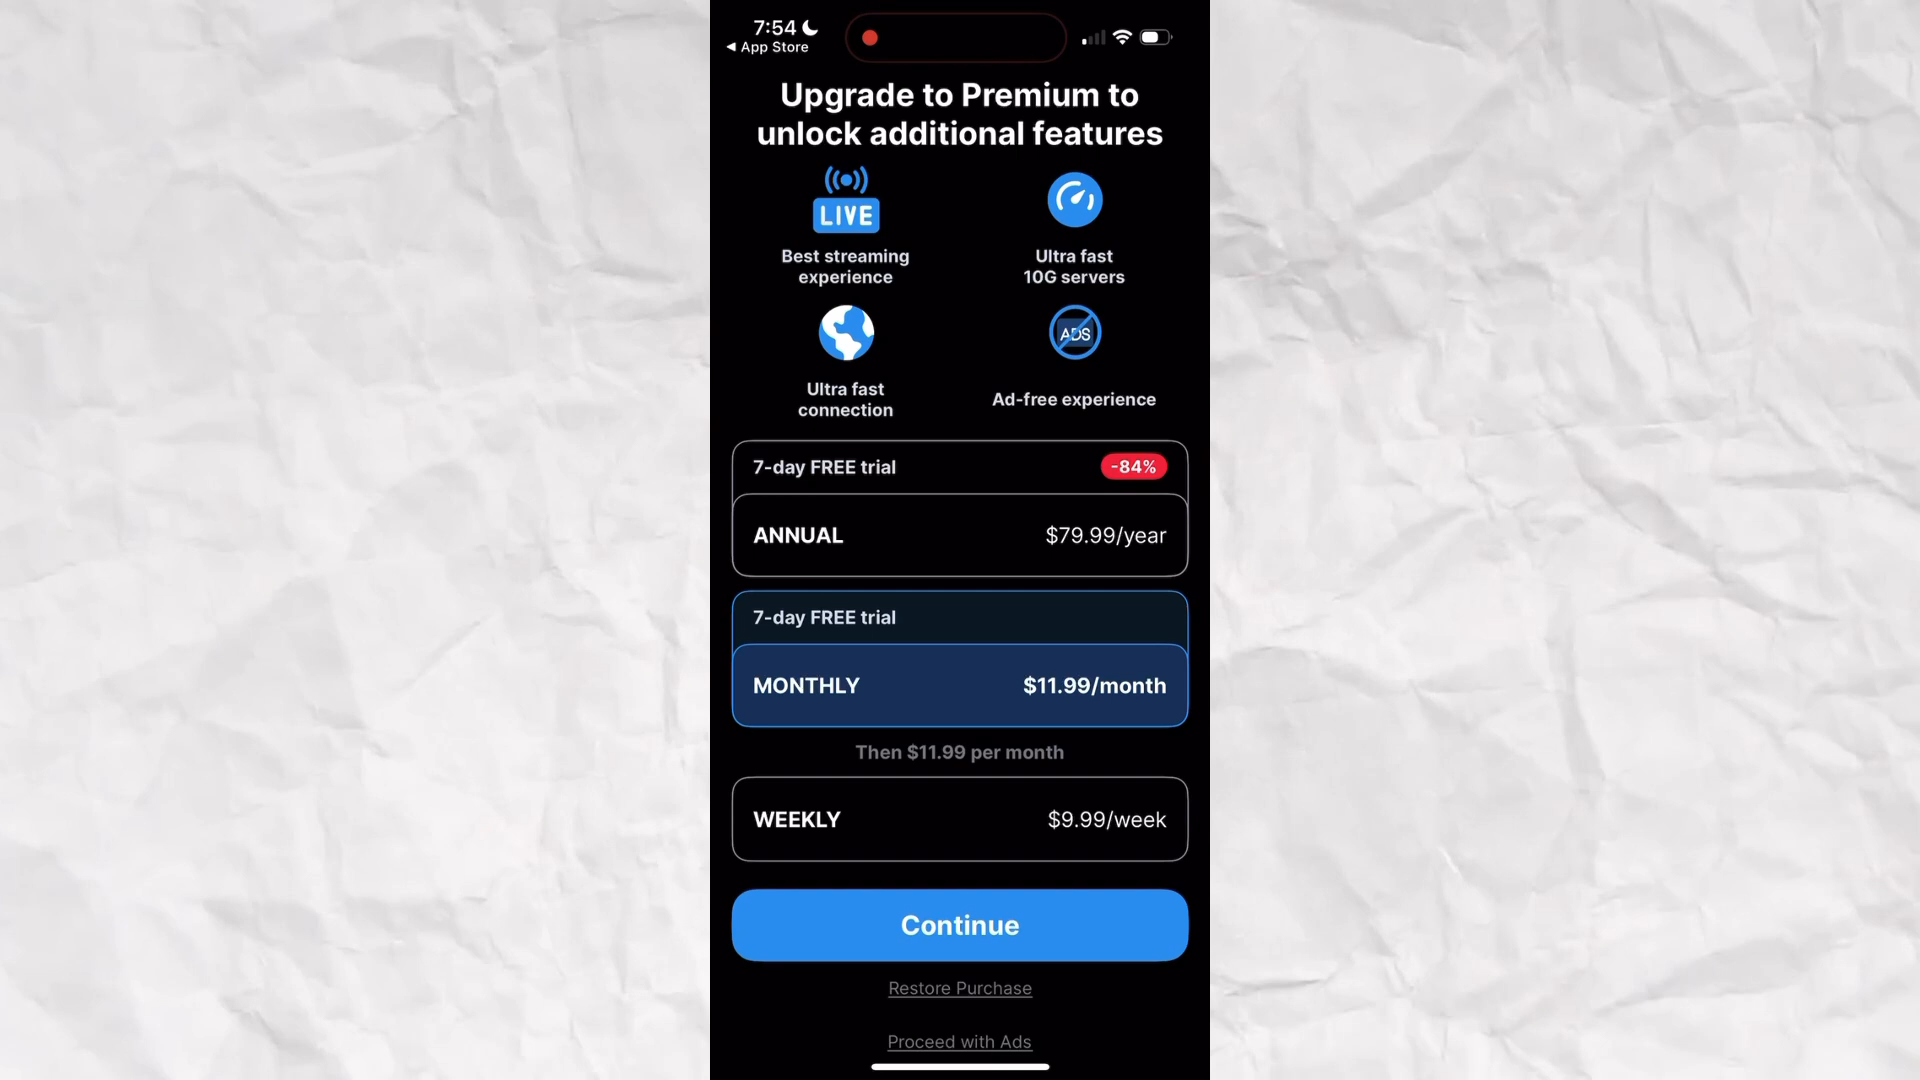 7:54
◀ App Store
Upgrade to Premium to
unlock additional features
LIVE
Best streaming
experience
Ultra fast
10G servers
ADS
Ultra fast
connection
Ad-free experience
7-day FREE trial
-84%
ANNUAL
$79.99/year
7-day FREE trial
MONTHLY
$11.99/month
Then $11.99 per month
WEEKLY
$9.99/week
Continue
Restore Purchase
Proceed with Ads